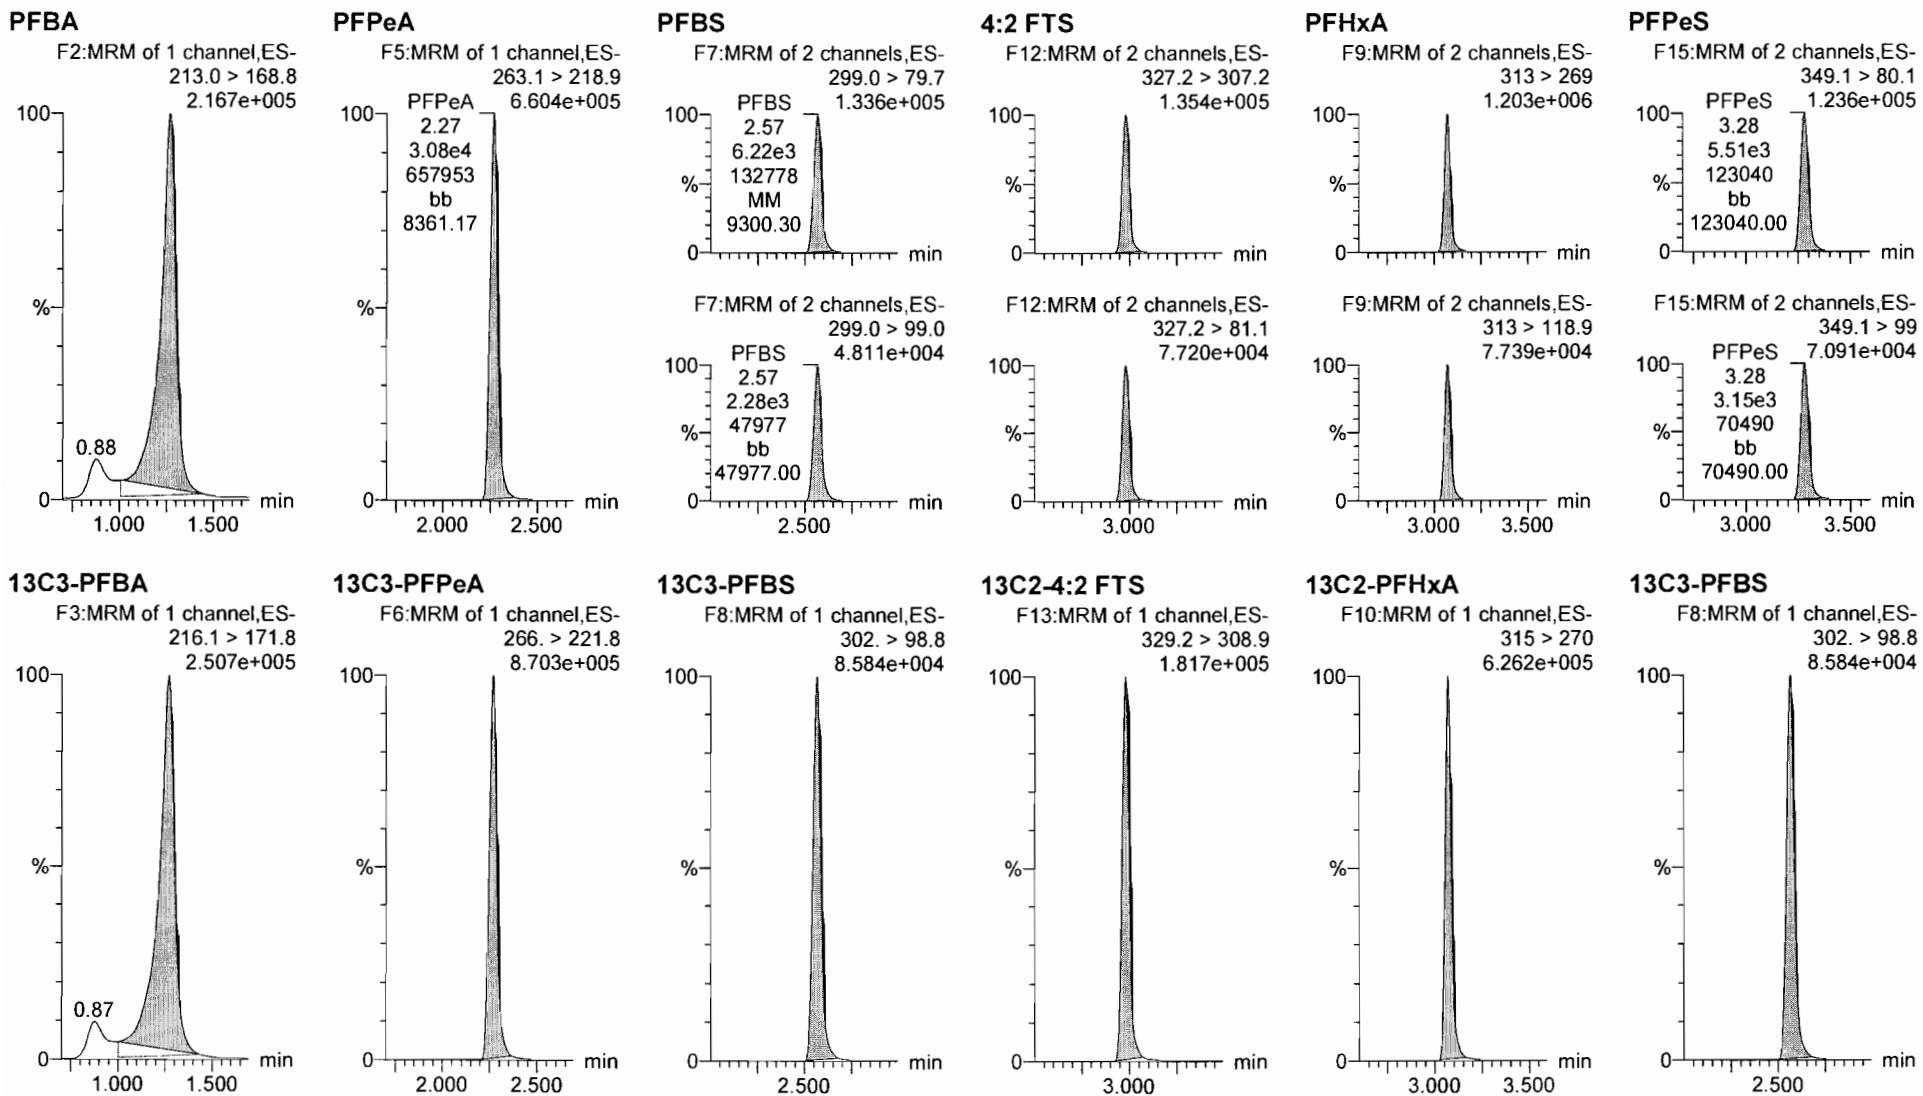 PFBA
F2:MRM of 1 channel,ES-
213.0 > 168.8
2.167e+005
100
%
0.88
0
min
1.000 1.500
PFPeA
F5:MRM of 1 channel,ES-
263.1 > 218.9
6.604e+005
PFPeA
2.27
3.08e4
657953
bb
8361.17
100
%
0
min
2.000 2.500
PFBS
F7:MRM of 2 channels,ES-
299.0 > 79.7
1.336e+005
PFBS
2.57
6.22e3
132778
MM
9300.30
100
%
0
min
F7:MRM of 2 channels,ES-
299.0 > 99.0
4.811e+004
PFBS
2.57
2.28e3
47977
bb
47977.00
100
%
0
min
2.500
4:2 FTS
F12:MRM of 2 channels,ES-
327.2 > 307.2
1.354e+005
100
%
0
min
F12:MRM of 2 channels,ES-
327.2 > 81.1
7.720e+004
100
%
0
min
3.000
PFHxA
F9:MRM of 2 channels,ES-
313 > 269
1.203e+006
100
%
0
min
F9:MRM of 2 channels,ES-
313 > 118.9
7.739e+004
100
%
0
min
3.000 3.500
PFPeS
F15:MRM of 2 channels,ES-
349.1 > 80.1
1.236e+005
PFPeS
3.28
5.51e3
123040
bb
123040.00
100
%
0
min
F15:MRM of 2 channels,ES-
349.1 > 99
7.091e+004
PFPeS
3.28
3.15e3
70490
bb
70490.00
100
%
0
min
3.000 3.500
13C3-PFBA
F3:MRM of 1 channel,ES-
216.1 > 171.8
2.507e+005
100
%
0.87
0
min
1.000 1.500
13C3-PFPeA
F6:MRM of 1 channel,ES-
266. > 221.8
8.703e+005
100
%
0
min
2.000 2.500
13C3-PFBS
F8:MRM of 1 channel,ES-
302. > 98.8
8.584e+004
100
%
0
min
2.500
13C2-4:2 FTS
F13:MRM of 1 channel,ES-
329.2 > 308.9
1.817e+005
100
%
0
min
3.000
13C2-PFHxA
F10:MRM of 1 channel,ES-
315 > 270
6.262e+005
100
%
0
min
3.000 3.500
13C3-PFBS
F8:MRM of 1 channel,ES-
302. > 98.8
8.584e+004
100
%
0
min
2.500